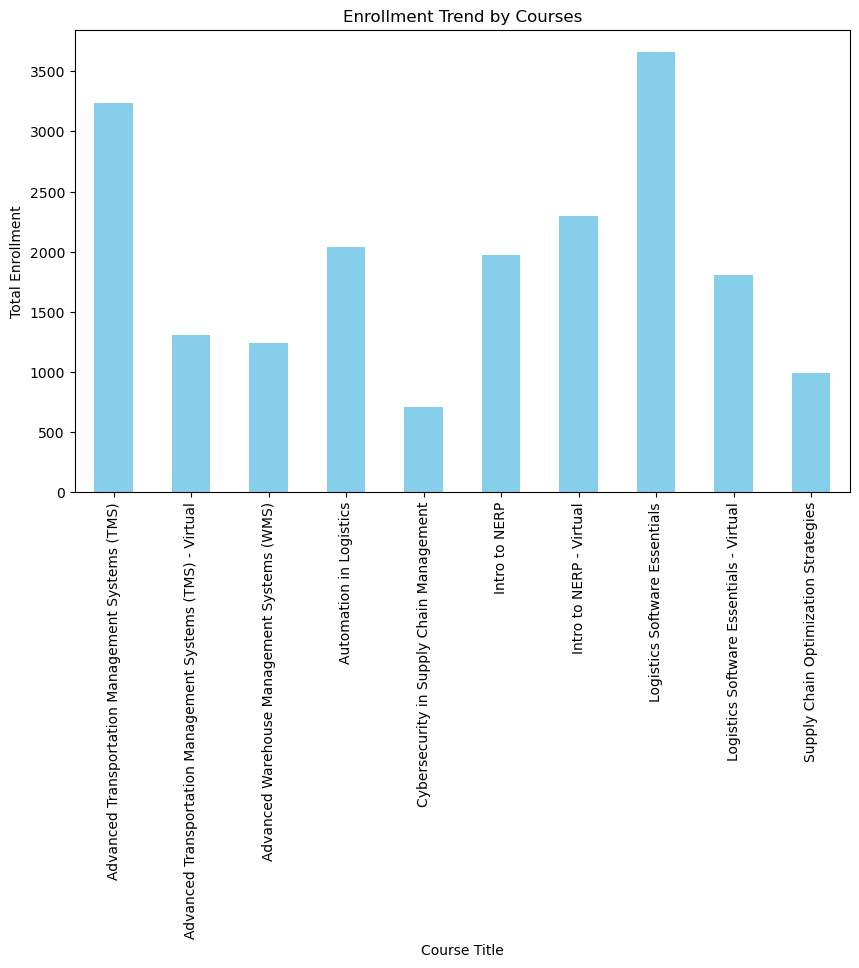 Enrollment Trend by Courses
Total Enrollment
3500
3000
2500
2000
1500
1000
500
0
Advanced Transportation Management Systems (TMS)
Advanced Transportation Management Systems (TMS) - Virtual
Advanced Warehouse Management Systems (WMS)
Automation in Logistics
Cybersecurity in Supply Chain Management
Intro to NERP
Intro to NERP - Virtual
Logistics Software Essentials
Logistics Software Essentials - Virtual
Supply Chain Optimization Strategies
Course Title